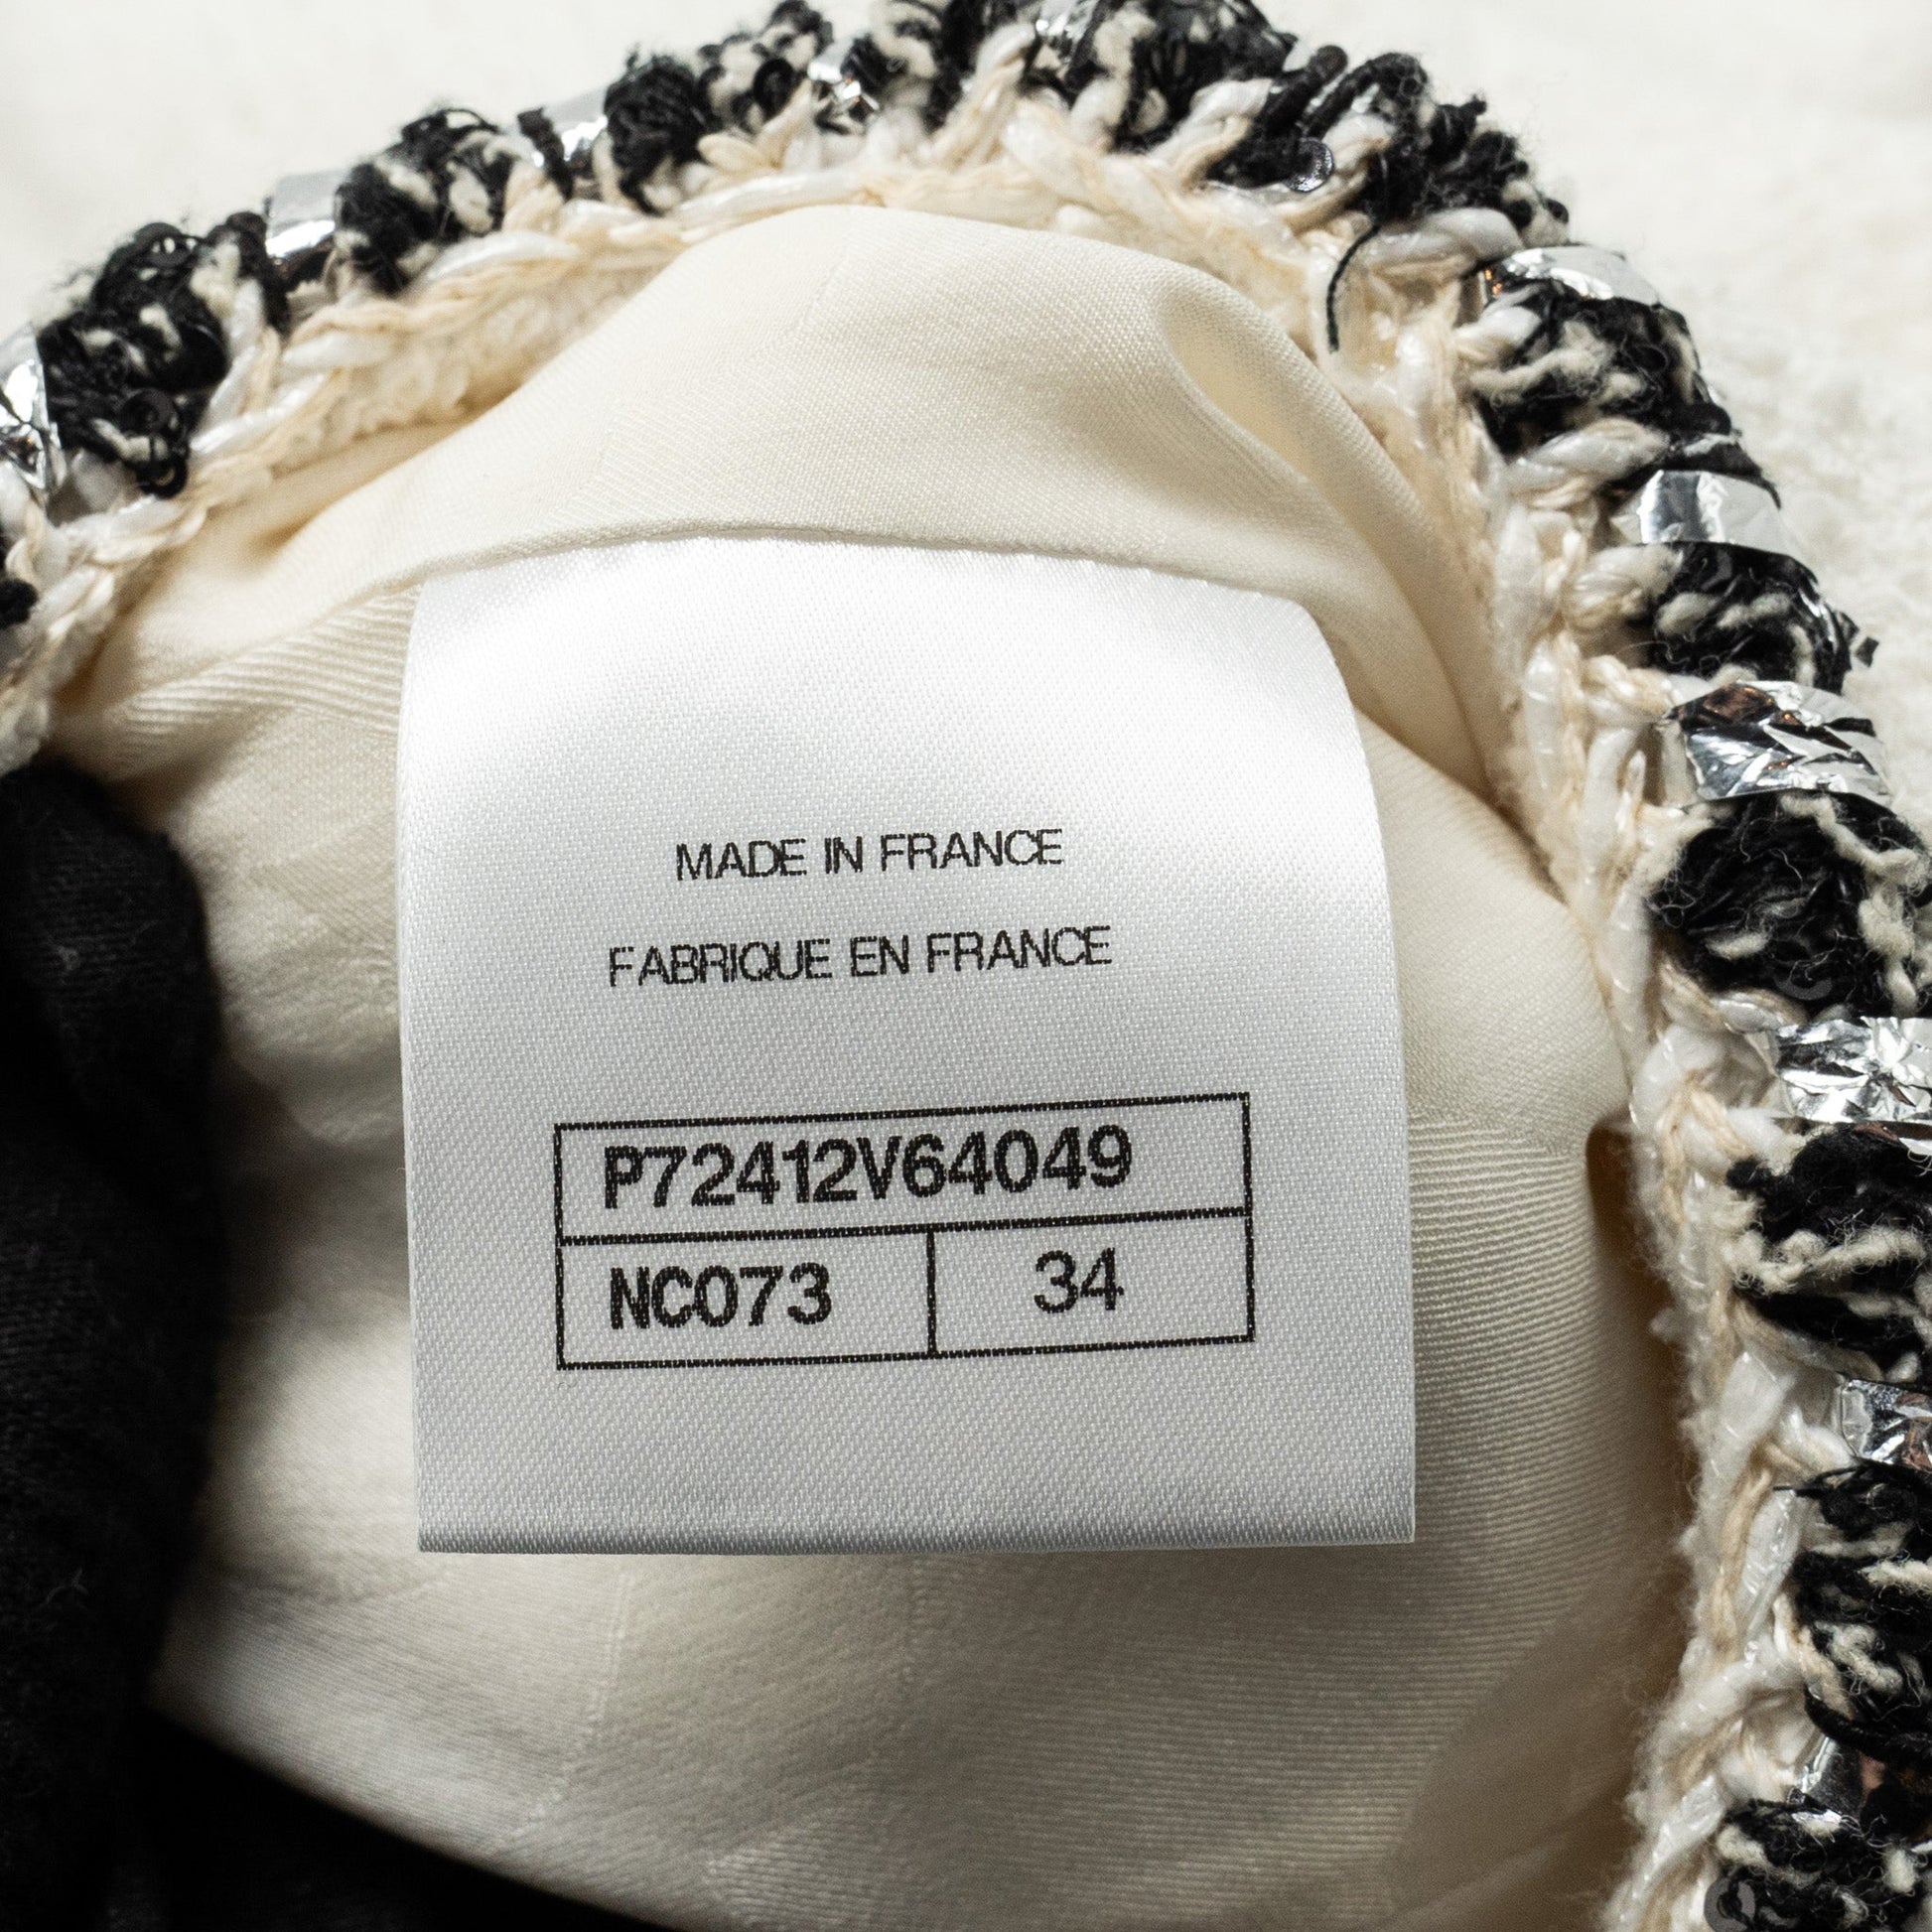 MADE IN FRANCE
FABRIQUE EN FRANCE
P72412V64049
NC073 34